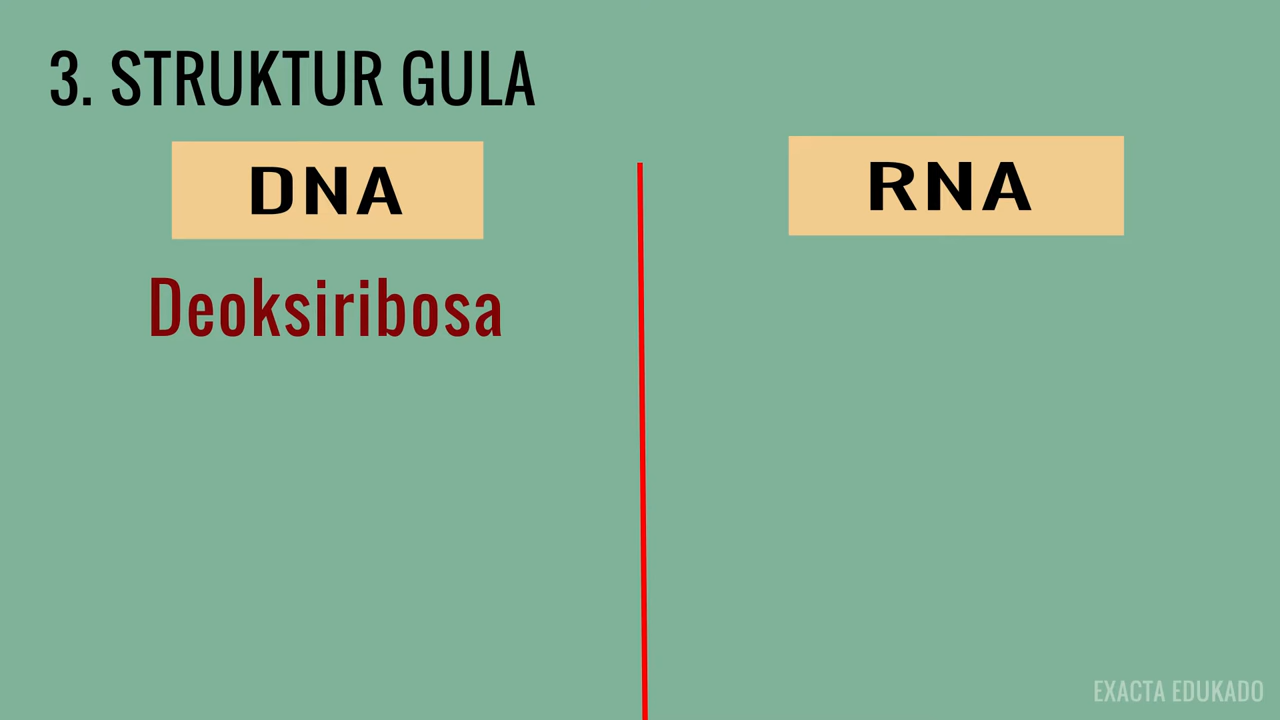 3. STRUKTUR GULA
DNA
RNA
Deoksiribosa
EXACTA EDUKADO